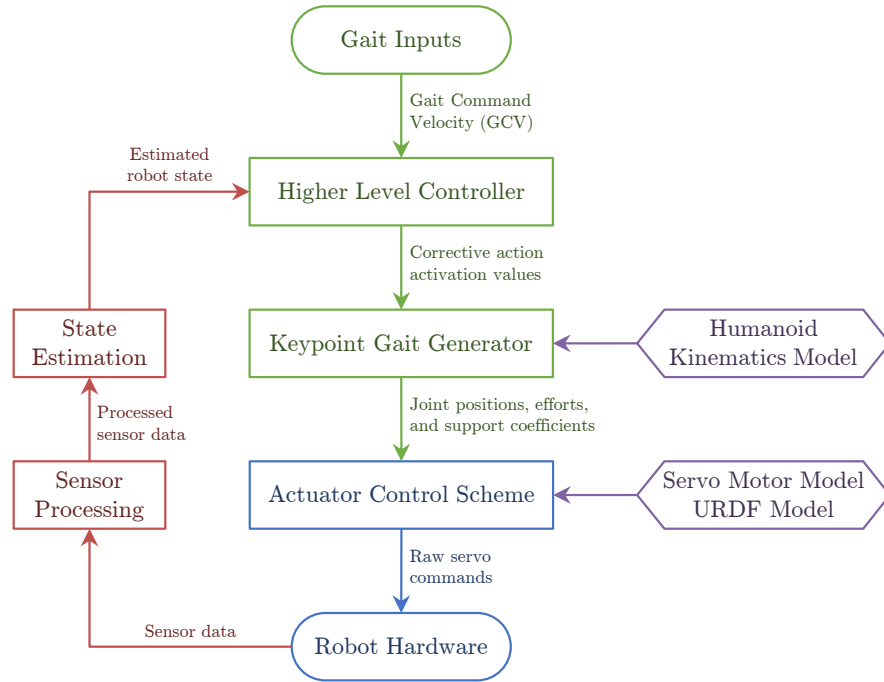 Gait Inputs
Gait Command
Velocity (GCV)
Estimated
robot state
Higher Level Controller
Corrective action
activation values
State
Estimation
Keypoint Gait Generator
Humanoid
Kinematics Model
Processed
sensor data
Joint positions, efforts,
and support coefficients
Sensor
Processing
Actuator Control Scheme
Servo Motor Model
URDF Model
Raw servo
commands
Sensor data
Robot Hardware